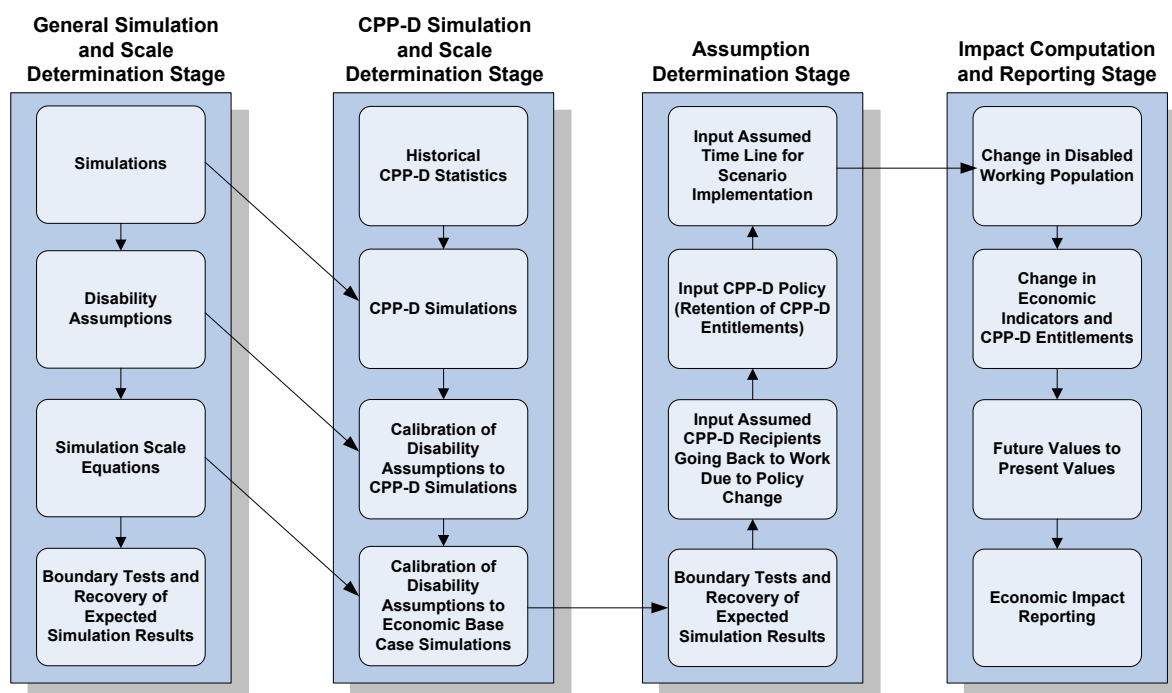 General Simulation
and Scale
Determination Stage
Simulations
Disability
Assumptions
Simulation Scale
Equations
Boundary Tests and
Recovery of
Expected
Simulation Results
CPP-D Simulation
and Scale
Determination Stage
Historical
CPP-D Statistics
CPP-D Simulations
Calibration of
Disability
Assumptions to
CPP-D Simulations
Calibration of
Disability
Assumptions to
Economic Base
Case Simulations
Assumption
Determination Stage
Input Assumed
Time Line for
Scenario
Implementation
Input CPP-D Policy
(Retention of CPP-D
Entitlements)
Input Assumed
CPP-D Recipients
Going Back to Work
Due to Policy
Change
Boundary Tests and
Recovery of
Expected
Simulation Results
Impact Computation
and Reporting Stage
Change in Disabled
Working Population
Change in
Economic
Indicators and
CPP-D Entitlements
Future Values to
Present Values
Economic Impact
Reporting